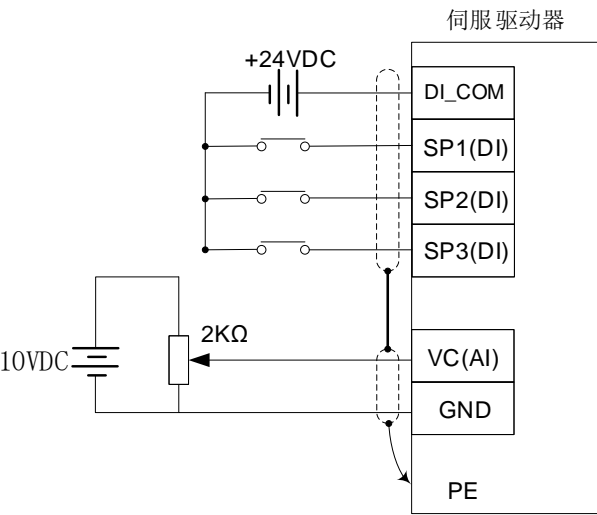 伺服驱动器
+24VDC
DI_COM
SP1(DI)
SP2(DI)
SP3(DI)
2KΩ
10VDC
VC(AI)
GND
PE